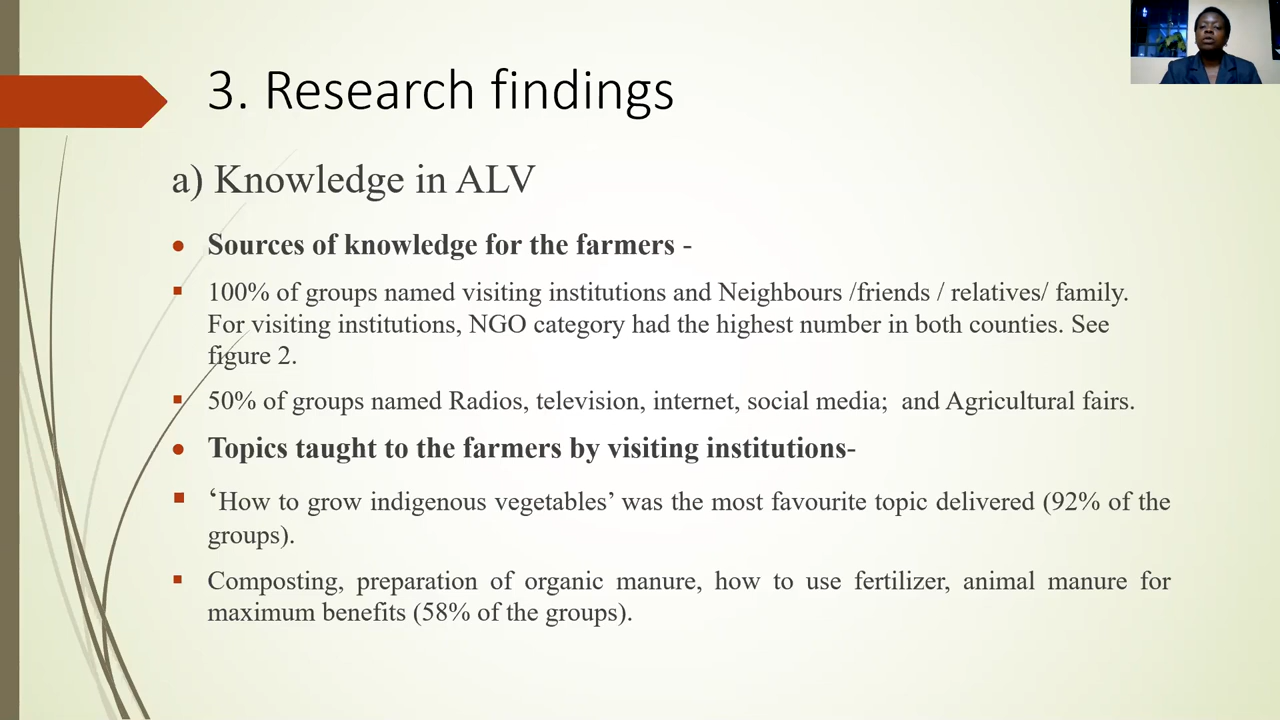 3. Research findings
a) Knowledge in ALV
• Sources of knowledge for the farmers -
▪ 100% of groups named visiting institutions and Neighbours /friends / relatives/ family.
For visiting institutions, NGO category had the highest number in both counties. See
figure 2.
▪ 50% of groups named Radios, television, internet, social media;  and Agricultural fairs.
• Topics taught to the farmers by visiting institutions-
▪ ‘How to grow indigenous vegetables’ was the most favourite topic delivered (92% of the
groups).
▪ Composting, preparation of organic manure, how to use fertilizer, animal manure for
maximum benefits (58% of the groups).